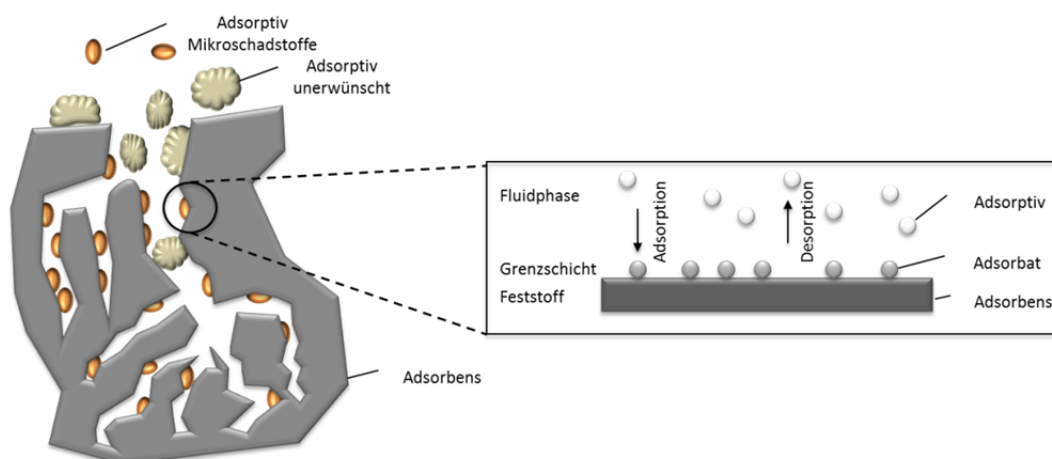 Adsorptiv
Mikroschadstoffe
Adsorptiv
unerwünscht
Adsorbens
Fluidphase
Adsorption
Desorption
Adsorptiv
Grenzschicht
Adsorbat
Feststoff
Adsorbens